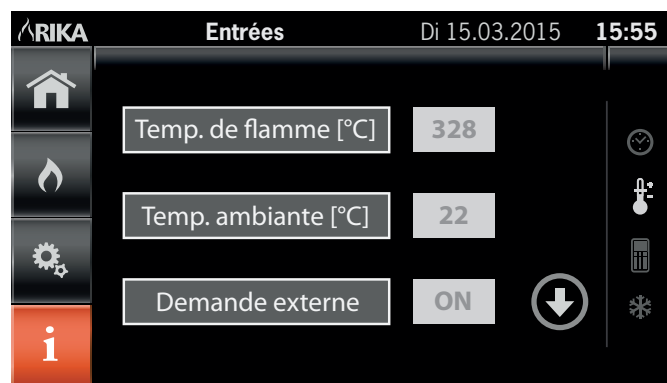 RIKA Entrées Di 15.03.2015 15:55
Temp. de flamme [°C] 328
Temp. ambiante [°C] 22
Demande externe ON
i